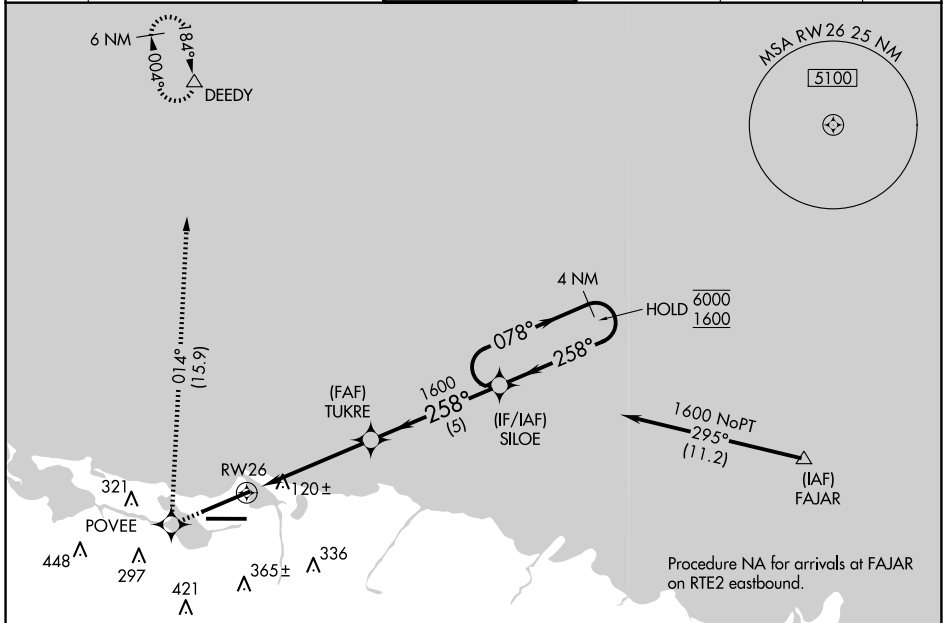 6 NM
184°
004°
DEEDY
MSA RW 26 25 NM
5100
4 NM
HOLD 6000
1600
078°
258°
014°
(15.9)
(FAF)
TUKRE
1600
258°
(5)
(IF/IAF)
SILOE
1600 NoPT
295°
(11.2)
(IAF)
FAJAR
RW26
321
120±
POVEE
448
297
365±
336
421
Procedure NA for arrivals at FAJAR
on RTE2 eastbound.